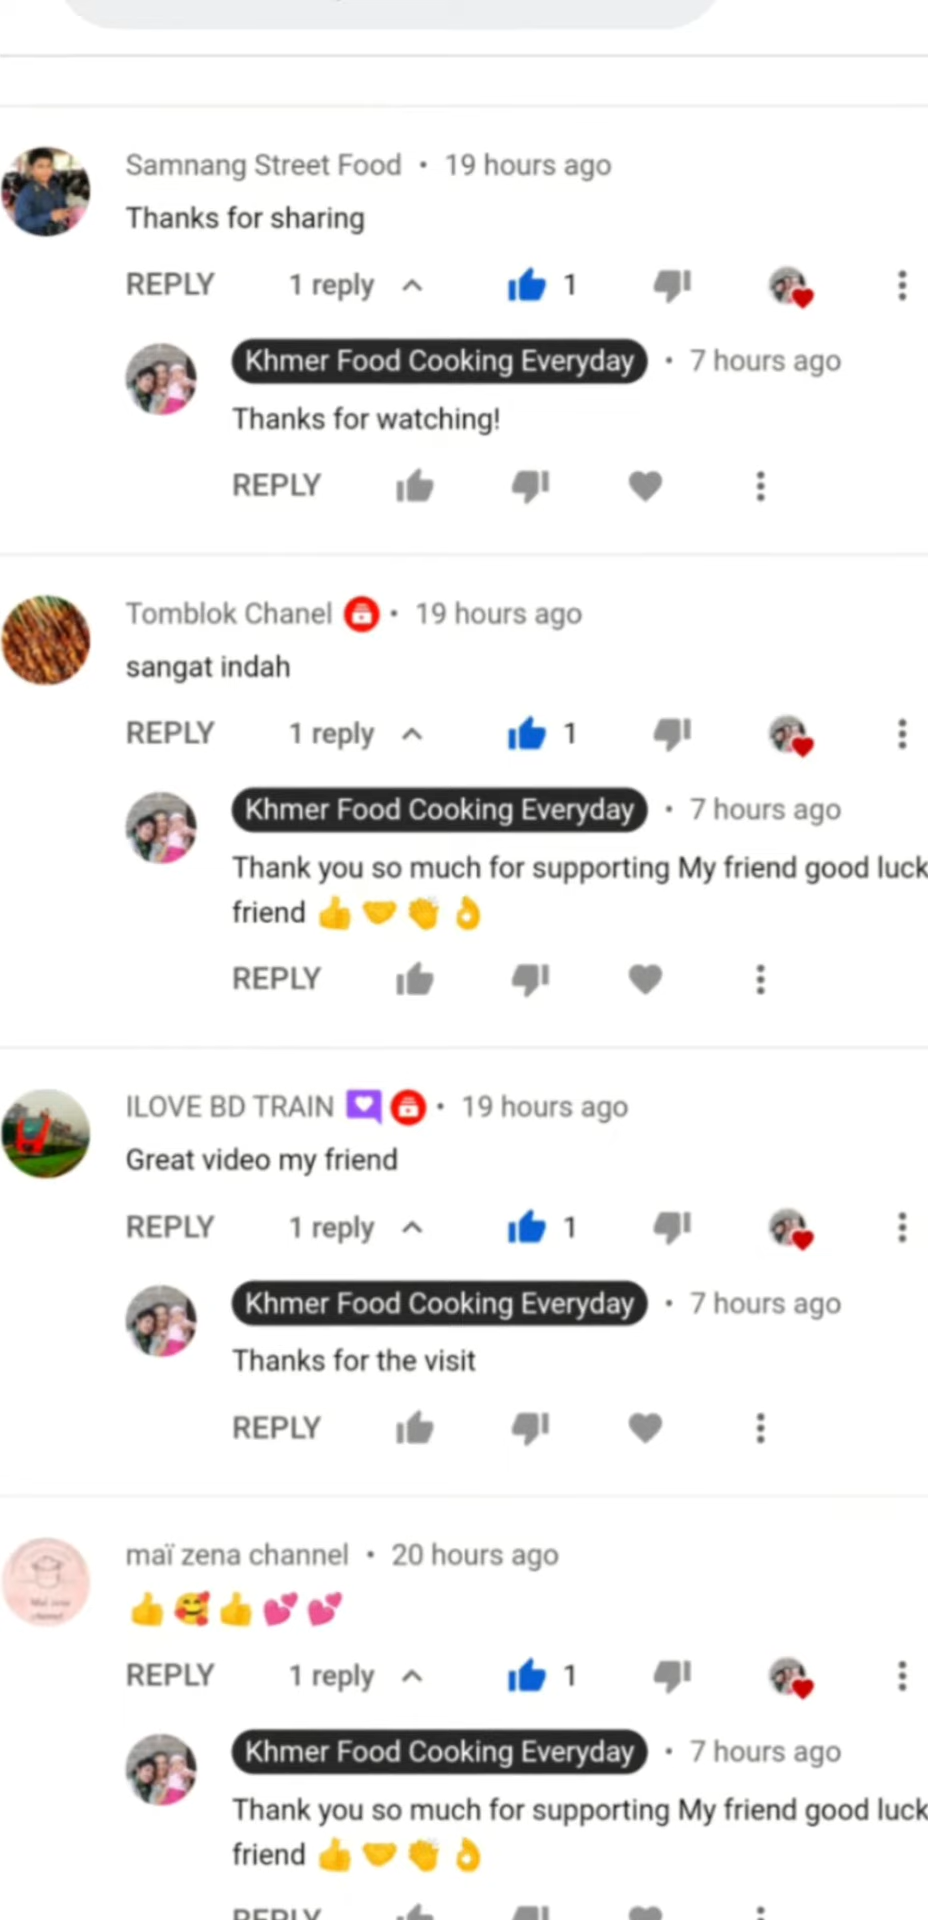 Samnang Street Food • 19 hours ago
Thanks for sharing
REPLY 1 reply 1
Khmer Food Cooking Everyday • 7 hours ago
Thanks for watching!
REPLY
Tomblok Chanel • 19 hours ago
sangat indah
REPLY 1 reply 1
Khmer Food Cooking Everyday • 7 hours ago
Thank you so much for supporting My friend good luck
friend 👍🤝👏👌
REPLY
ILOVE BD TRAIN • 19 hours ago
Great video my friend
REPLY 1 reply 1
Khmer Food Cooking Everyday • 7 hours ago
Thanks for the visit
REPLY
maï zena channel • 20 hours ago
👍🥰👍💕💕
REPLY 1 reply 1
Khmer Food Cooking Everyday • 7 hours ago
Thank you so much for supporting My friend good luck
friend 👍🤝👏👌
REPLY